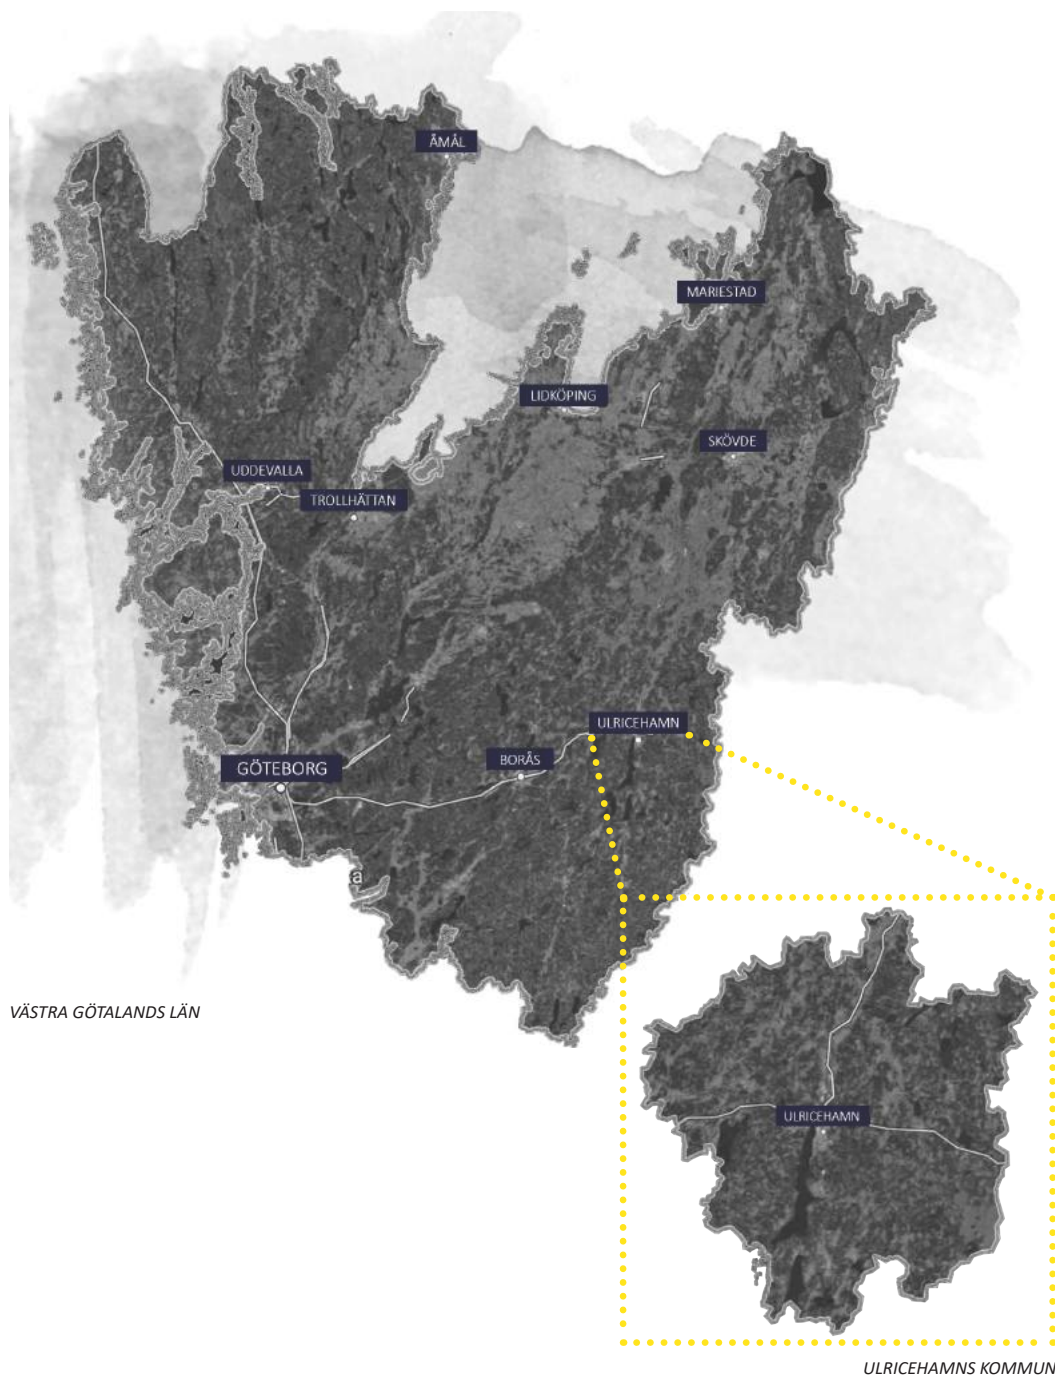 ÅMÅL
MARIESTAD
LIDKÖPING
SKÖVDE
UDDEVALLA
TROLLHÄTTAN
ULRICEHAMN
BORÅS
GÖTEBORG
a
VÄSTRA GÖTALANDS LÄN
ULRICEHAMN
ULRICEHAMNS KOMMUN